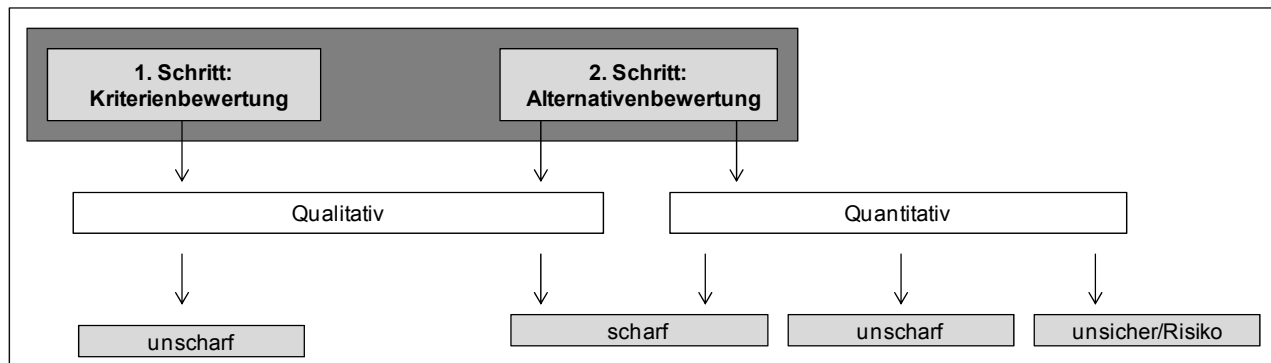 1. Schritt:
Kriterienbewertung
2. Schritt:
Alternativenbewertung
Qualitativ
Quantitativ
unscharf
scharf
unscharf
unsicher/Risiko